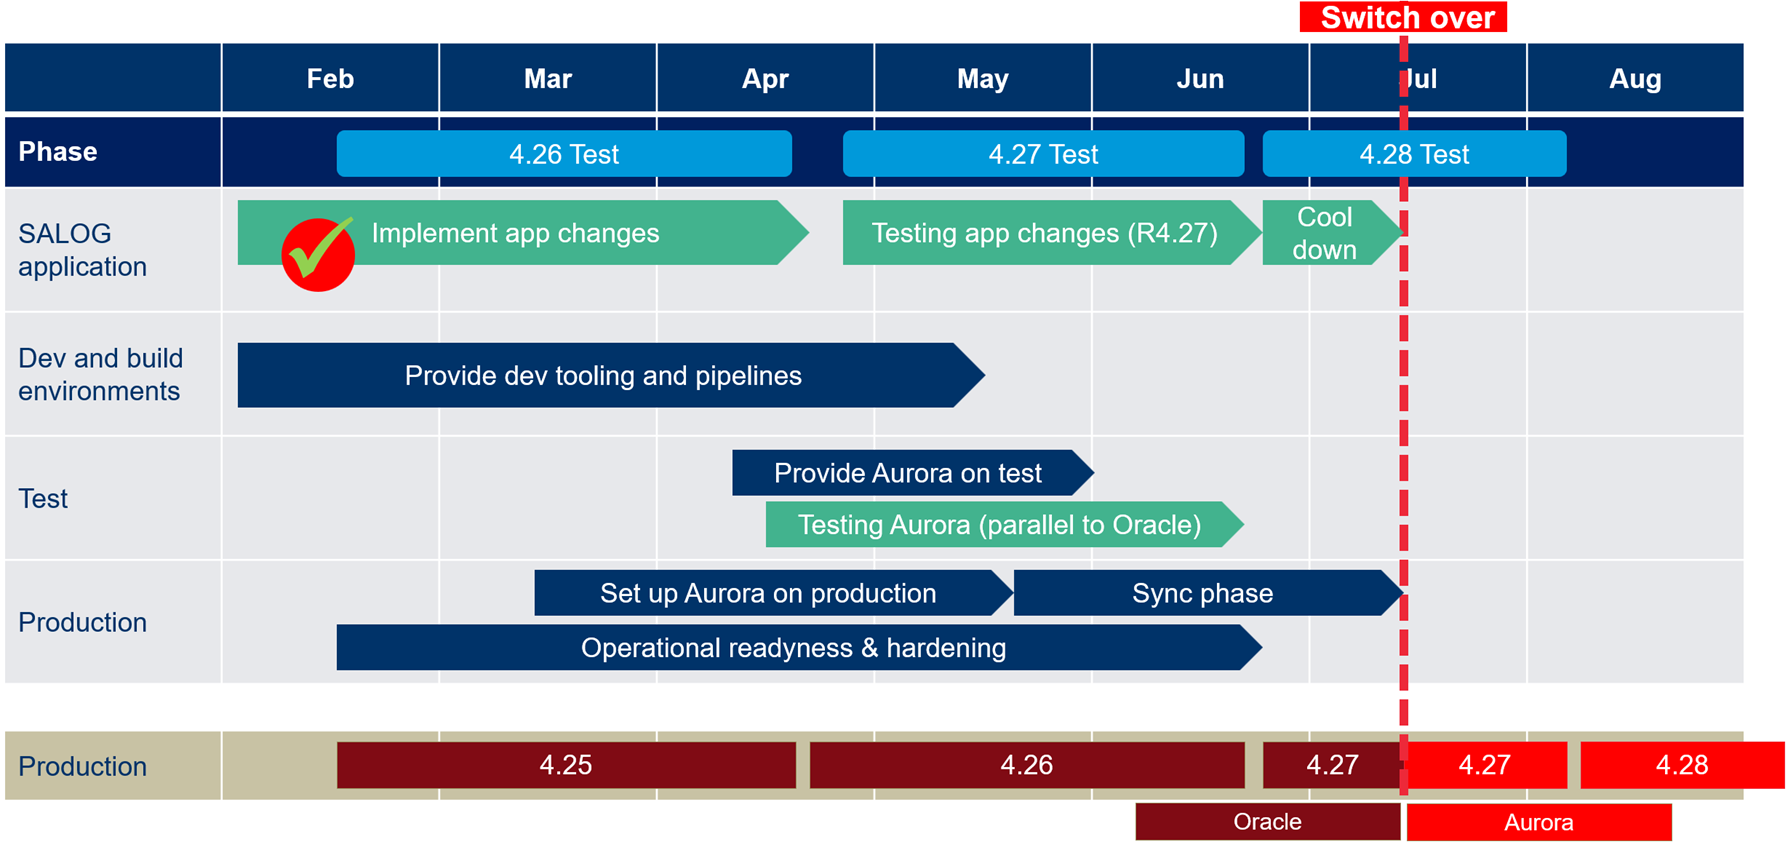 Switch over
Feb Mar Apr May Jun Jul Aug
Phase 4.26 Test 4.27 Test 4.28 Test
SALOG
application
Implement app changes
Testing app changes (R4.27)
Cool
down
Dev and build
environments
Provide dev tooling and pipelines
Test
Provide Aurora on test
Testing Aurora (parallel to Oracle)
Production
Set up Aurora on production
Sync phase
Operational readyness & hardening
Production 4.25 4.26 4.27 4.27 4.28
Oracle Aurora